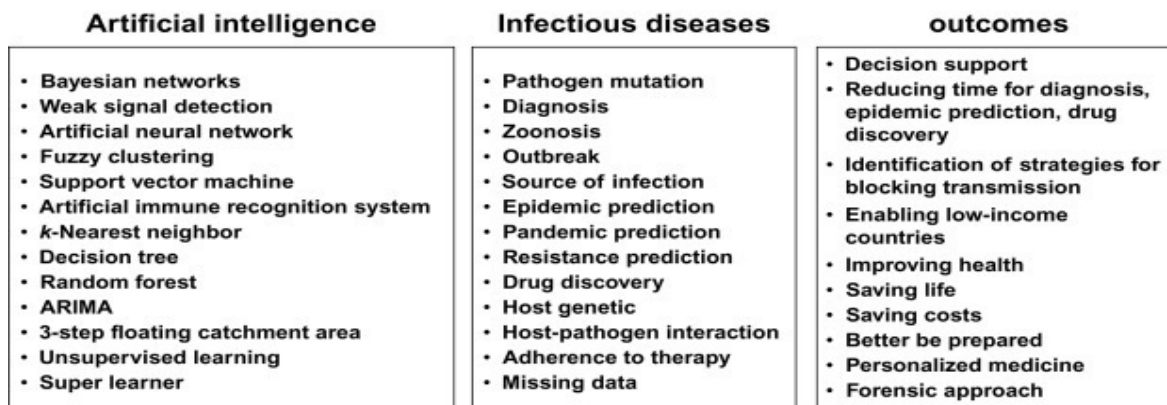 Artificial intelligence
• Bayesian networks
• Weak signal detection
• Artificial neural network
• Fuzzy clustering
• Support vector machine
• Artificial immune recognition system
• k-Nearest neighbor
• Decision tree
• Random forest
• ARIMA
• 3-step floating catchment area
• Unsupervised learning
• Super learner
Infectious diseases
• Pathogen mutation
• Diagnosis
• Zoonosis
• Outbreak
• Source of infection
• Epidemic prediction
• Pandemic prediction
• Resistance prediction
• Drug discovery
• Host genetic
• Host-pathogen interaction
• Adherence to therapy
• Missing data
outcomes
• Decision support
• Reducing time for diagnosis,
epidemic prediction, drug
discovery
• Identification of strategies for
blocking transmission
• Enabling low-income
countries
• Improving health
• Saving life
• Saving costs
• Better be prepared
• Personalized medicine
• Forensic approach